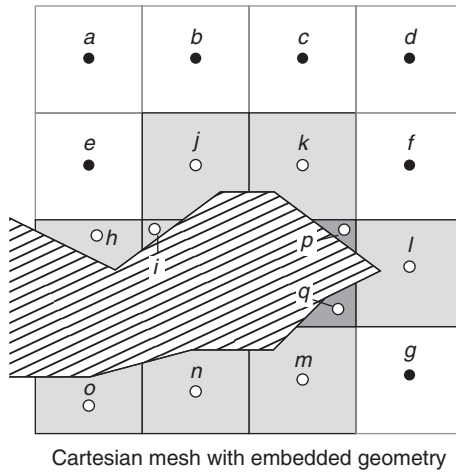 a b c d
e j k f
h i p l
q
o n m g
Cartesian mesh with embedded geometry